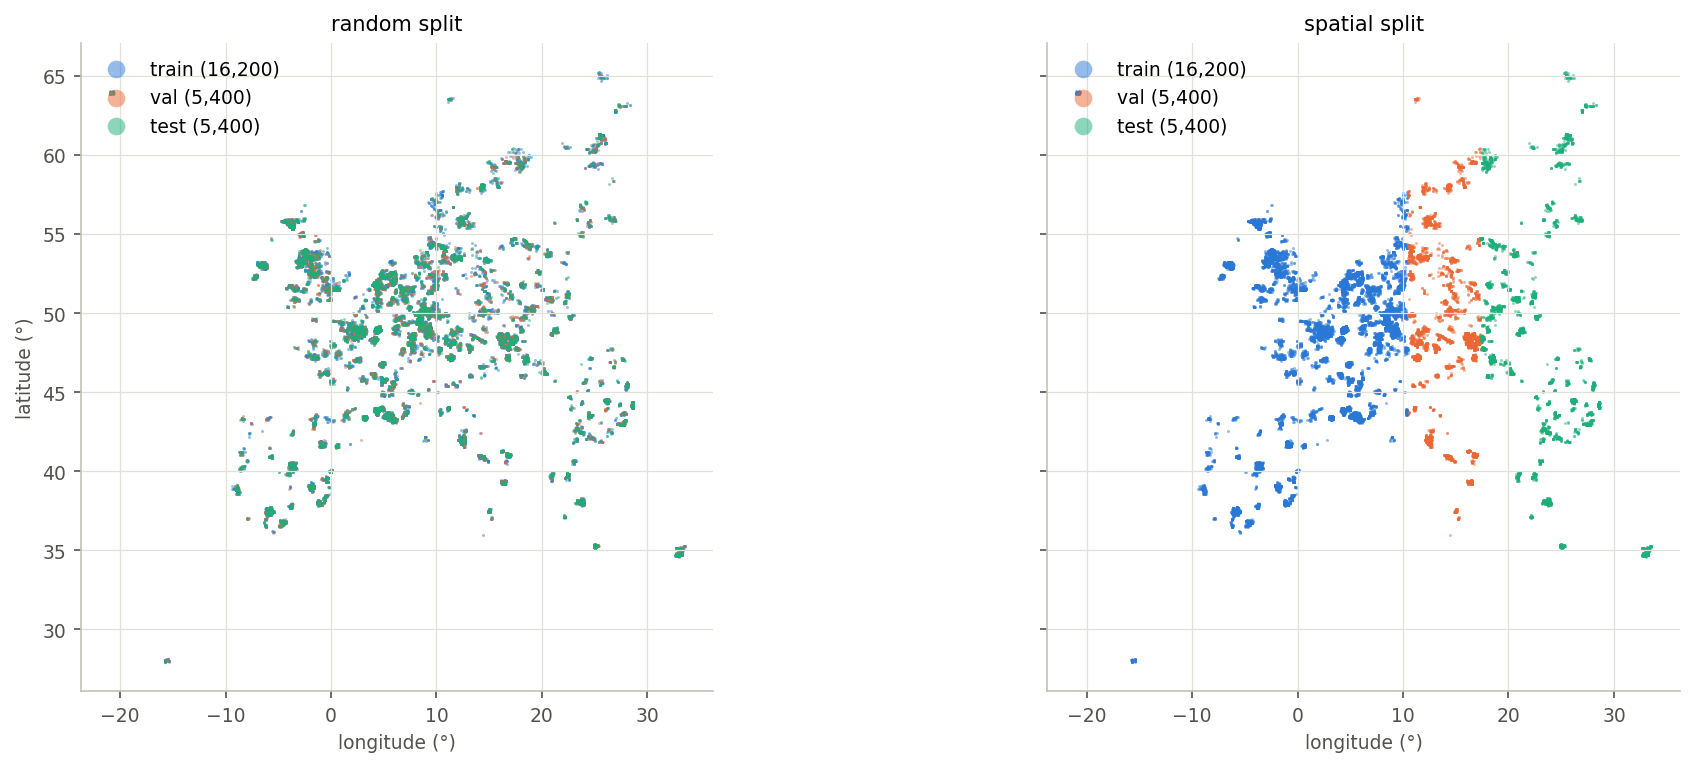 random split
train (16,200)
val (5,400)
test (5,400)
65
60
55
50
45
40
35
30
latitude (°)
−20 −10 0 10 20 30
longitude (°)
spatial split
train (16,200)
val (5,400)
test (5,400)
−20 −10 0 10 20 30
longitude (°)